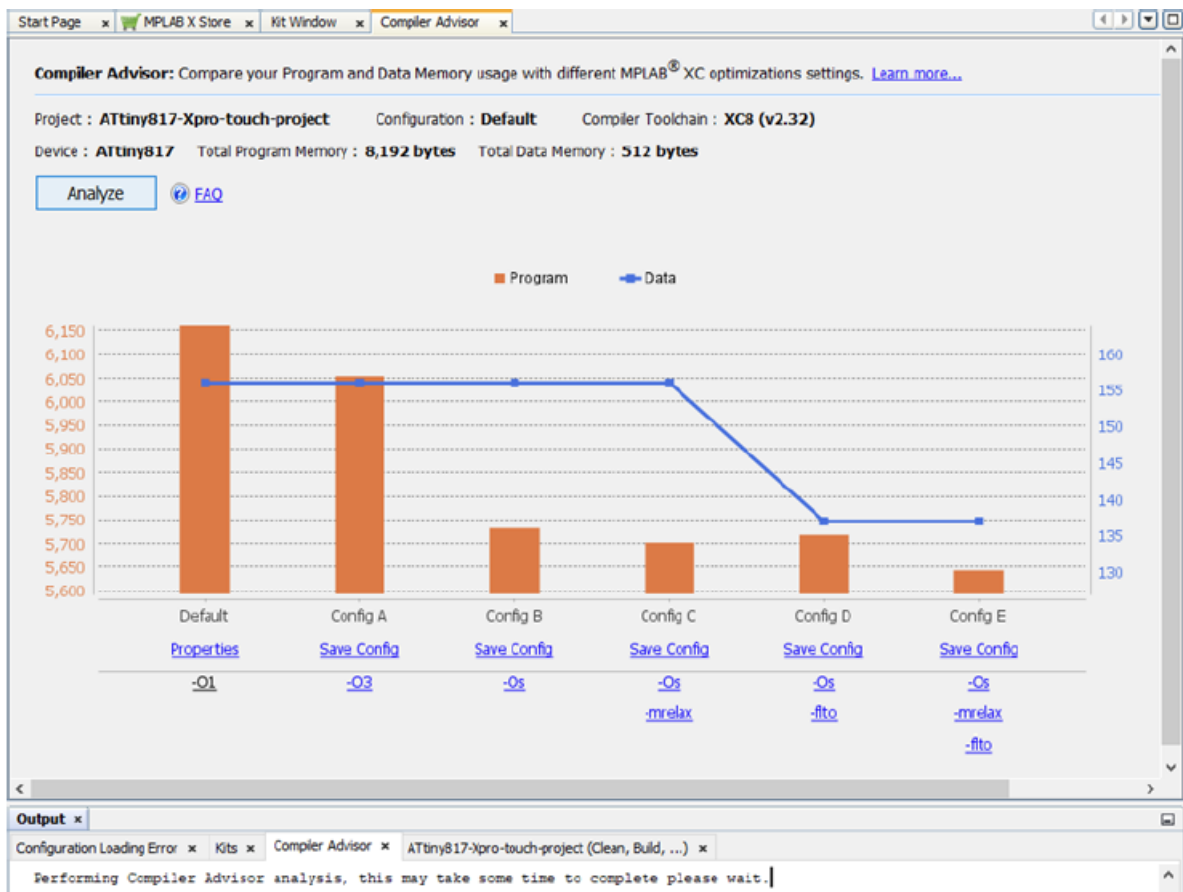 Start Page x MPLAB X Store x Kit Window x Compiler Advisor x
Compiler Advisor: Compare your Program and Data Memory usage with different MPLAB® XC optimizations settings. Learn more...
Project : ATtiny817-Xpro-touch-project Configuration : Default Compiler Toolchain : XC8 (v2.32)
Device : ATtiny817 Total Program Memory : 8,192 bytes Total Data Memory : 512 bytes
Analyze ? FAQ
Program Data
6,150
6,100 160
6,050 155
6,000
5,950 150
5,900
5,850 145
5,800 140
5,750
5,700 135
5,650 130
5,600
Default Config A Config B Config C Config D Config E
Properties Save Config Save Config Save Config Save Config Save Config
-O1 -O3 -Os -Os -Os -Os
-mrelax -flto -mrelax
-flto
Output x
Configuration Loading Error x Kits x Compiler Advisor x ATtiny817-Xpro-touch-project (Clean, Build, ...) x
Performing Compiler Advisor analysis, this may take some time to complete please wait.